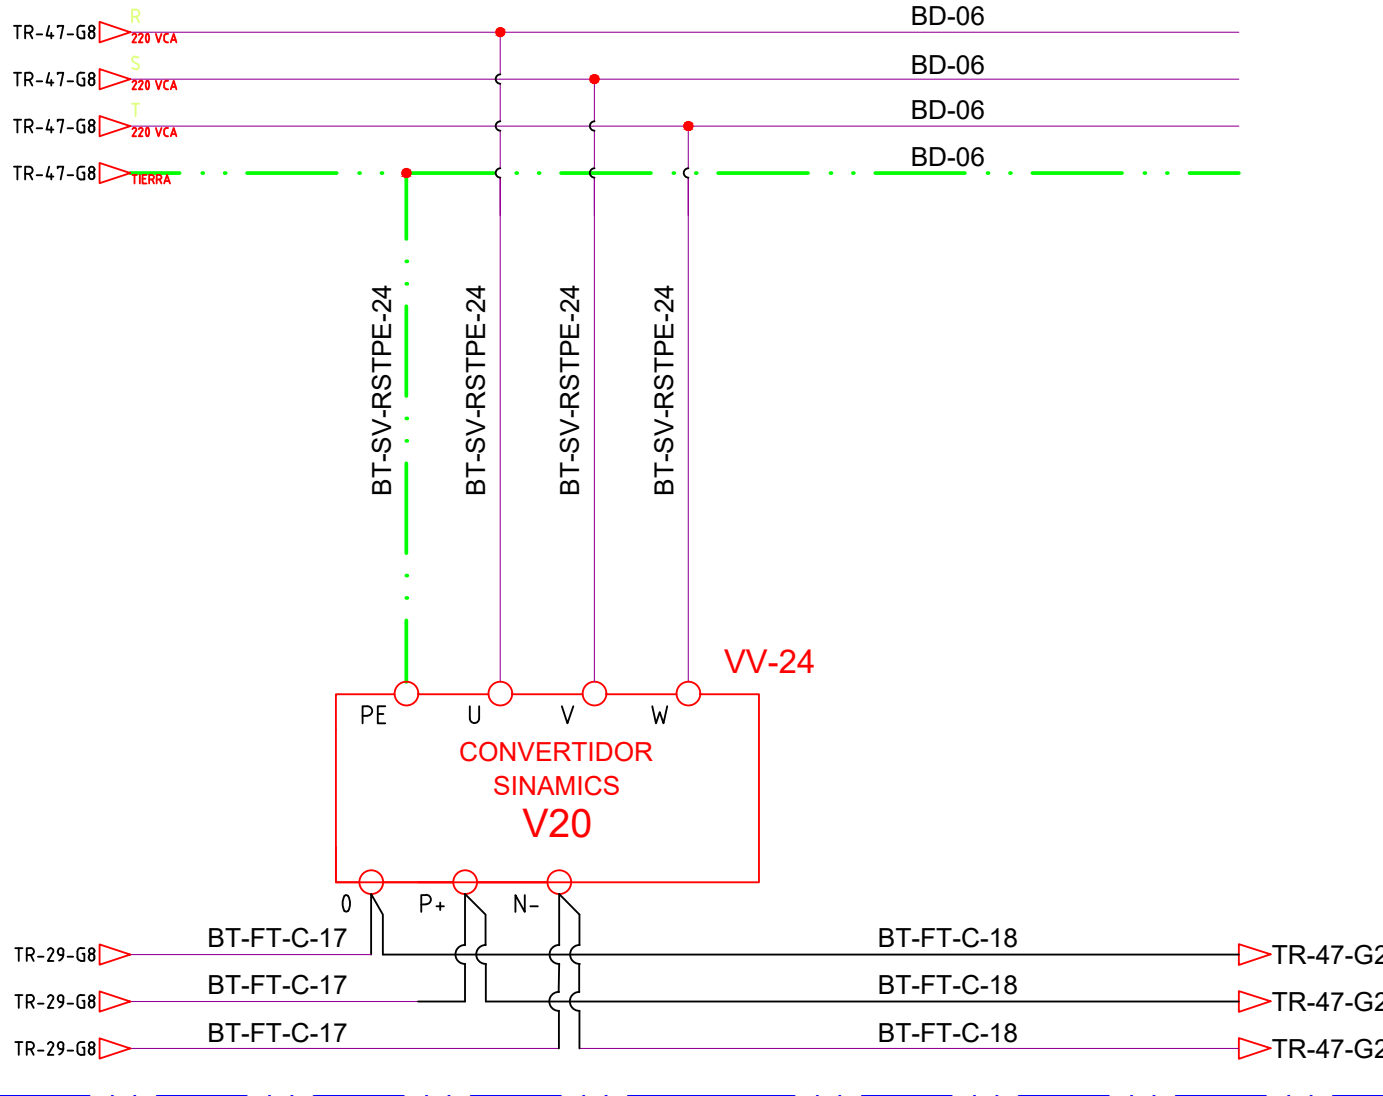 R
BD-06
TR-47-G8
220 VCA
S
BD-06
TR-47-G8
220 VCA
T
BD-06
TR-47-G8
220 VCA
BD-06
TR-47-G8
TIERRA
BT-SV-RSTPE-24
BT-SV-RSTPE-24
BT-SV-RSTPE-24
BT-SV-RSTPE-24
VV-24
PE
U
V
W
CONVERTIDOR
SINAMICS
V20
0
P+
N-
BT-FT-C-17
BT-FT-C-18
TR-29-G8
TR-47-G2
BT-FT-C-17
BT-FT-C-18
TR-29-G8
TR-47-G2
BT-FT-C-17
BT-FT-C-18
TR-29-G8
TR-47-G2